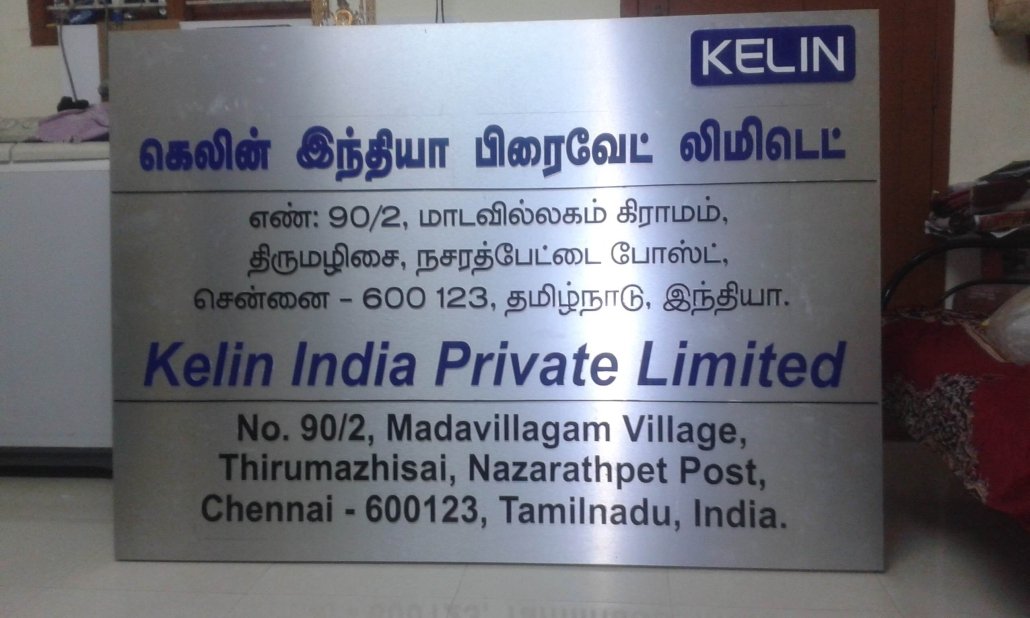 KELIN
கெலின் இந்தியா பிரைவேட் லிமிடெட்
எண்: 90/2, மாடவில்லகம் கிராமம்,
திருமழிசை, நசரத்பேட்டை போஸ்ட்,
சென்னை - 600 123, தமிழ்நாடு, இந்தியா.
Kelin India Private Limited
No. 90/2, Madavillagam Village,
Thirumazhisai, Nazarathpet Post,
Chennai - 600123, Tamilnadu, India.